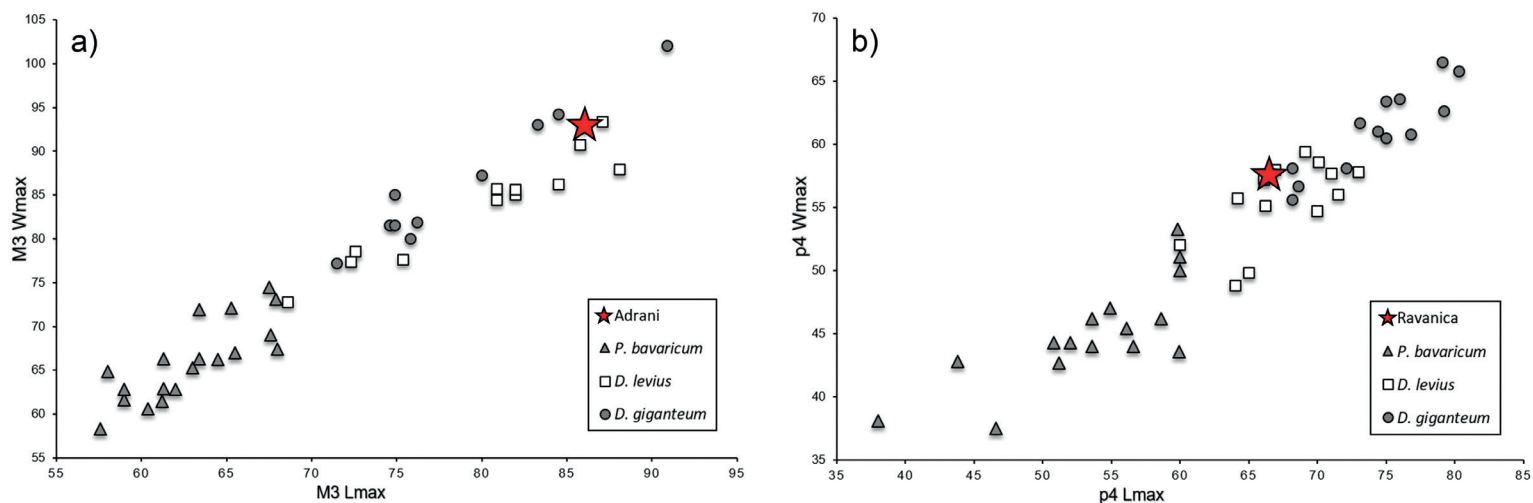 a)
M3 Wmax
105
100
95
90
85
80
75
70
65
60
55
55 60 65 70 75 80 85 90 95
M3 Lmax
Adrani
P. bavaricum
D. levius
D. giganteum
b)
p4 Wmax
70
65
60
55
50
45
40
35
35 40 45 50 55 60 65 70 75 80 85
p4 Lmax
Ravanica
P. bavaricum
D. levius
D. giganteum